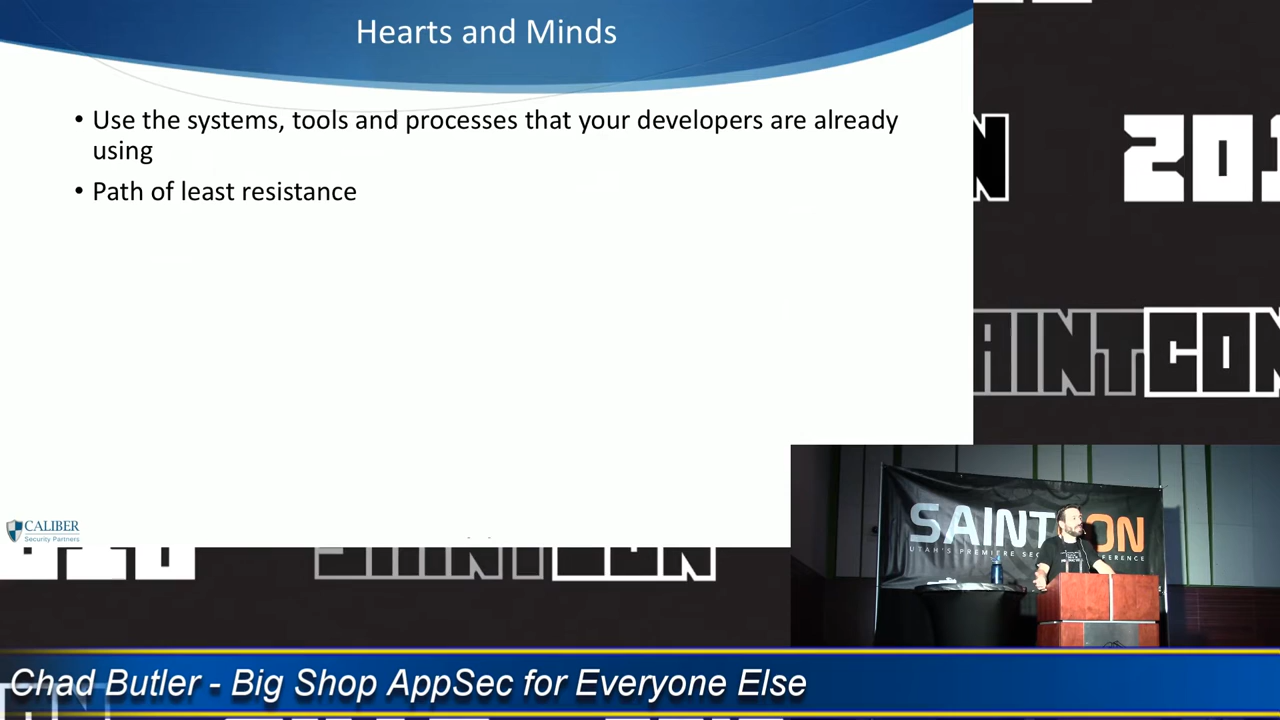 Hearts and Minds
• Use the systems, tools and processes that your developers are already
using
• Path of least resistance
CALIBER
Security Partners
SAINTCON
Chad Butler - Big Shop AppSec for Everyone Else